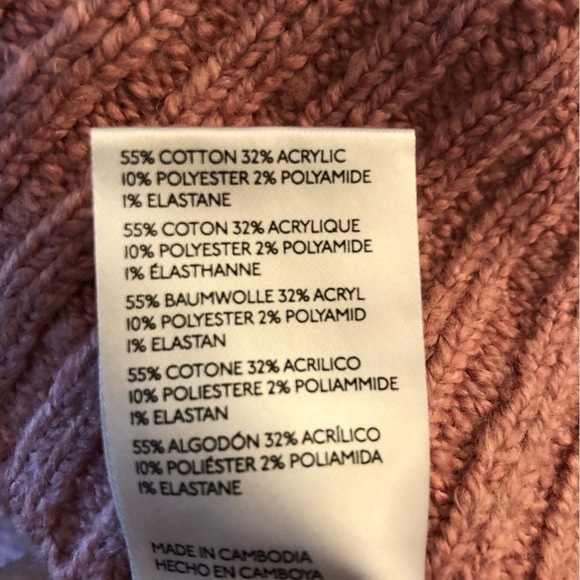 55% COTTON 32% ACRYLIC
10% POLYESTER 2% POLYAMIDE
1% ELASTANE
55% COTON 32% ACRYLIQUE
10% POLYESTER 2% POLYAMIDE
1% ÉLASTHANNE
55% BAUMWOLLE 32% ACRYL
10% POLYESTER 2% POLYAMID
1% ELASTAN
55% COTONE 32% ACRILICO
10% POLIESTERE 2% POLIAMMIDE
1% ELASTAN
55% ALGODÓN 32% ACRÍLICO
10% POLIÉSTER 2% POLIAMIDA
1% ELASTANE
MADE IN CAMBODIA
HECHO EN CAMBOYA